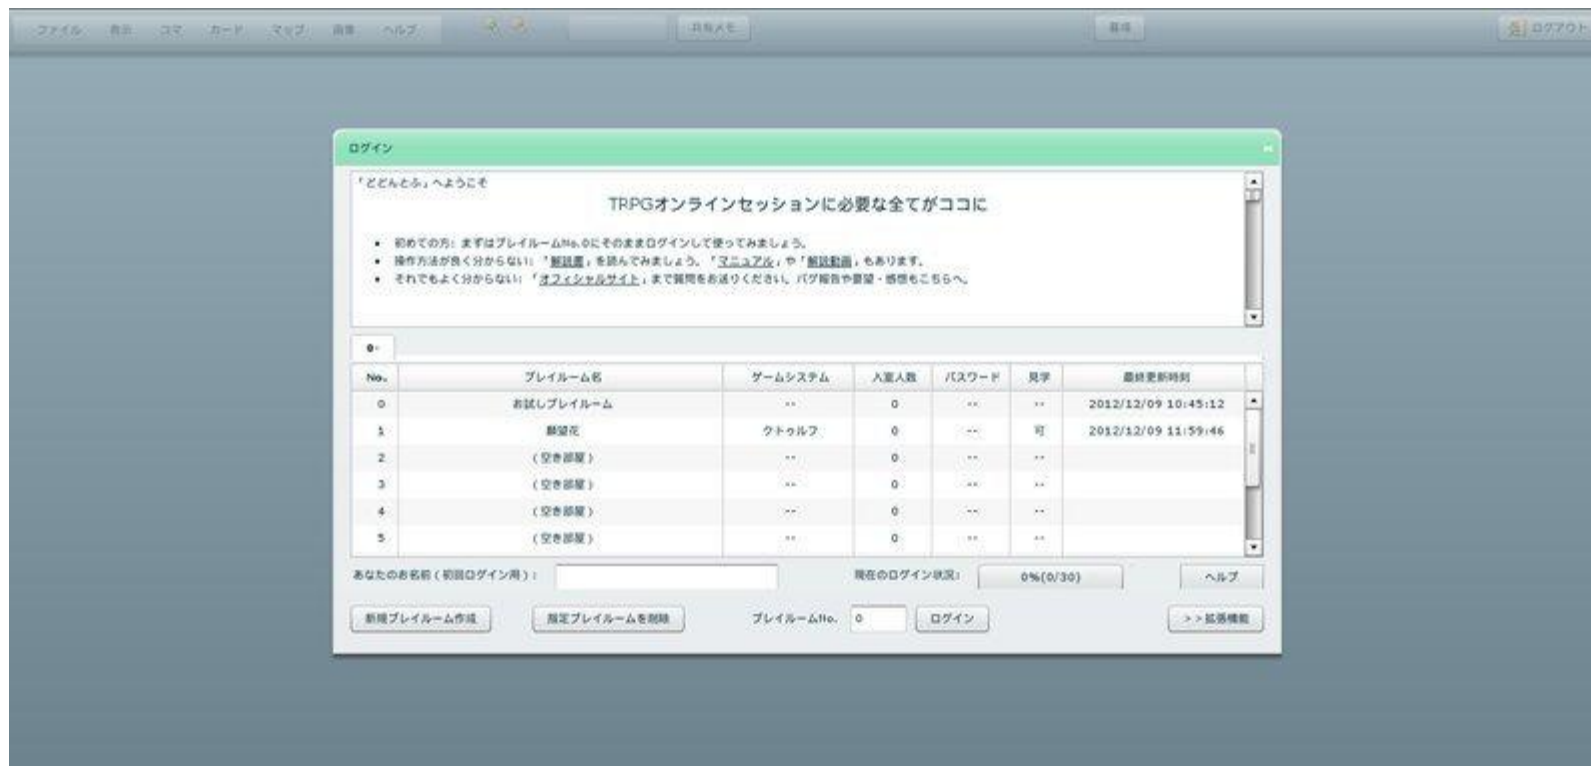 ファイル 表示 コマ カード マップ 画像 ヘルプ 共有メモ 環境 ログアウト
ログイン
「どどんとふ」へようこそ
TRPGオンラインセッションに必要な全てがココに
• 初めての方: まずはプレイルームNo.0にそのままログインして使ってみましょう。
• 操作方法が良く分からない: 「解説書」を読んでみましょう。「マニュアル」や「解説動画」もあります。
• それでもよく分からない: 「オフィシャルサイト」まで質問をお送りください。バグ報告や要望・感想もこちらへ。
0-
No. プレイルーム名 ゲームシステム 入室人数 パスワード 見学 最終更新時刻
0 お試しプレイルーム -- 0 -- -- 2012/12/09 10:45:12
1 願望花 クトゥルフ 0 -- 可 2012/12/09 11:59:46
2 (空き部屋) -- 0 -- --
3 (空き部屋) -- 0 -- --
4 (空き部屋) -- 0 -- --
5 (空き部屋) -- 0 -- --
あなたのお名前(初回ログイン用): 現在のログイン状況: 0%(0/30) ヘルプ
新規プレイルーム作成 指定プレイルームを削除 プレイルームNo. 0 ログイン >>拡張機能